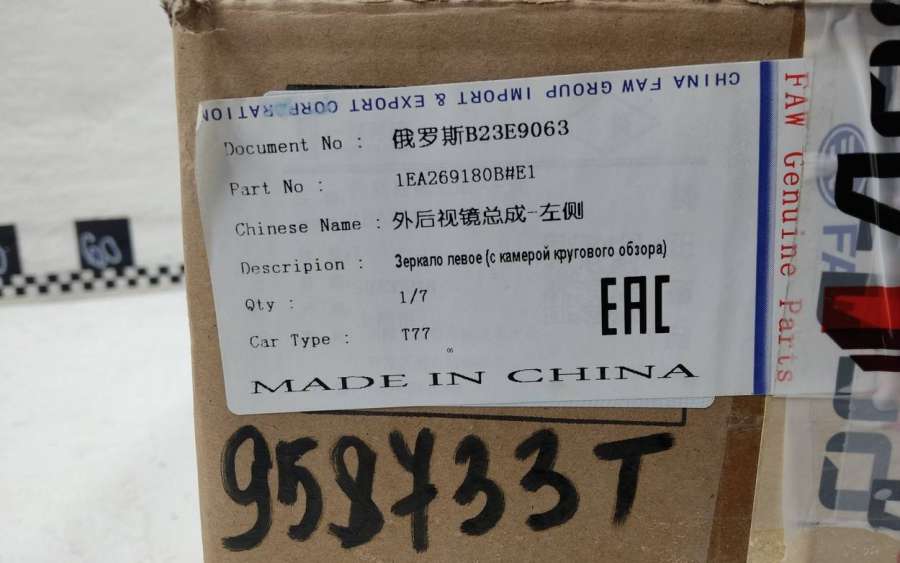 CHINA FAW GROUP IMPORT & EXPORT CORPORATION
Document No : 俄罗斯B23E9063
Part No : 1EA269180B#E1
Chinese Name : 外后视镜总成-左侧
Descripion : Зеркало левое (с камерой кругового обзора)
Qty : 1/7
Car Type : T77
EAC
MADE IN CHINA
FAW Genuine Parts
958733T
60